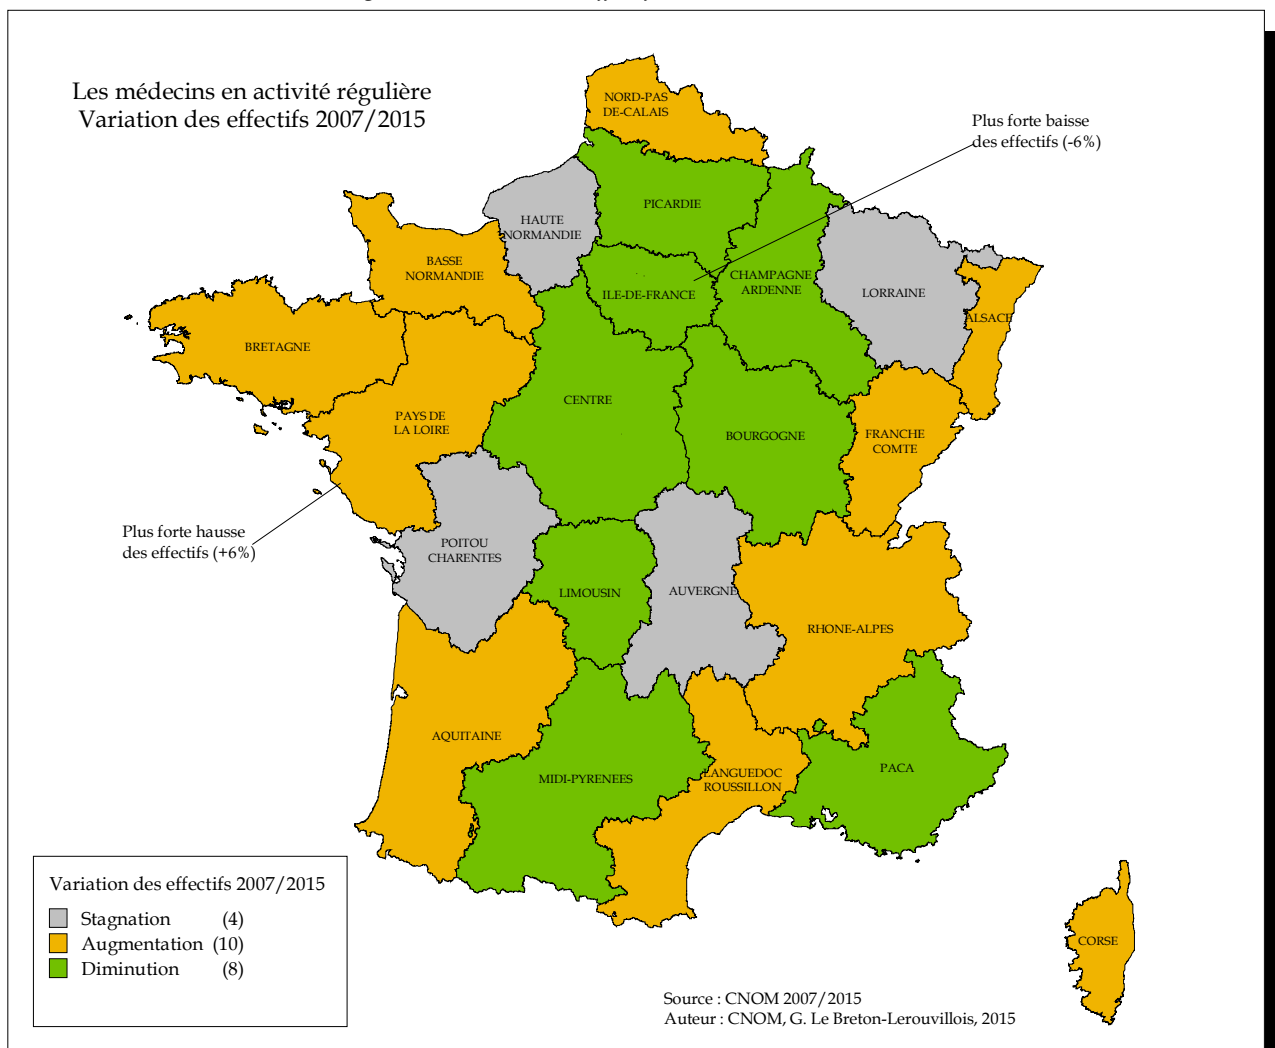 Les médecins en activité régulière
Variation des effectifs 2007/2015
NORD-PAS
DE-CALAIS
Plus forte baisse
des effectifs (-6%)
PICARDIE
HAUTE
NORMANDIE
BASSE
NORMANDIE
ILE-DE-FRANCE
CHAMPAGNE
ARDENNE
LORRAINE
ALSACE
BRETAGNE
PAYS DE
LA LOIRE
CENTRE
BOURGOGNE
FRANCHE
COMTE
Plus forte hausse
des effectifs (+6%)
POITOU
CHARENTES
LIMOUSIN
AUVERGNE
RHONE-ALPES
AQUITAINE
MIDI-PYRENEES
LANGUEDOC
ROUSSILLON
PACA
CORSE
Variation des effectifs 2007/2015
Stagnation (4)
Augmentation (10)
Diminution (8)
Source : CNOM 2007/2015
Auteur : CNOM, G. Le Breton-Lerouvillois, 2015